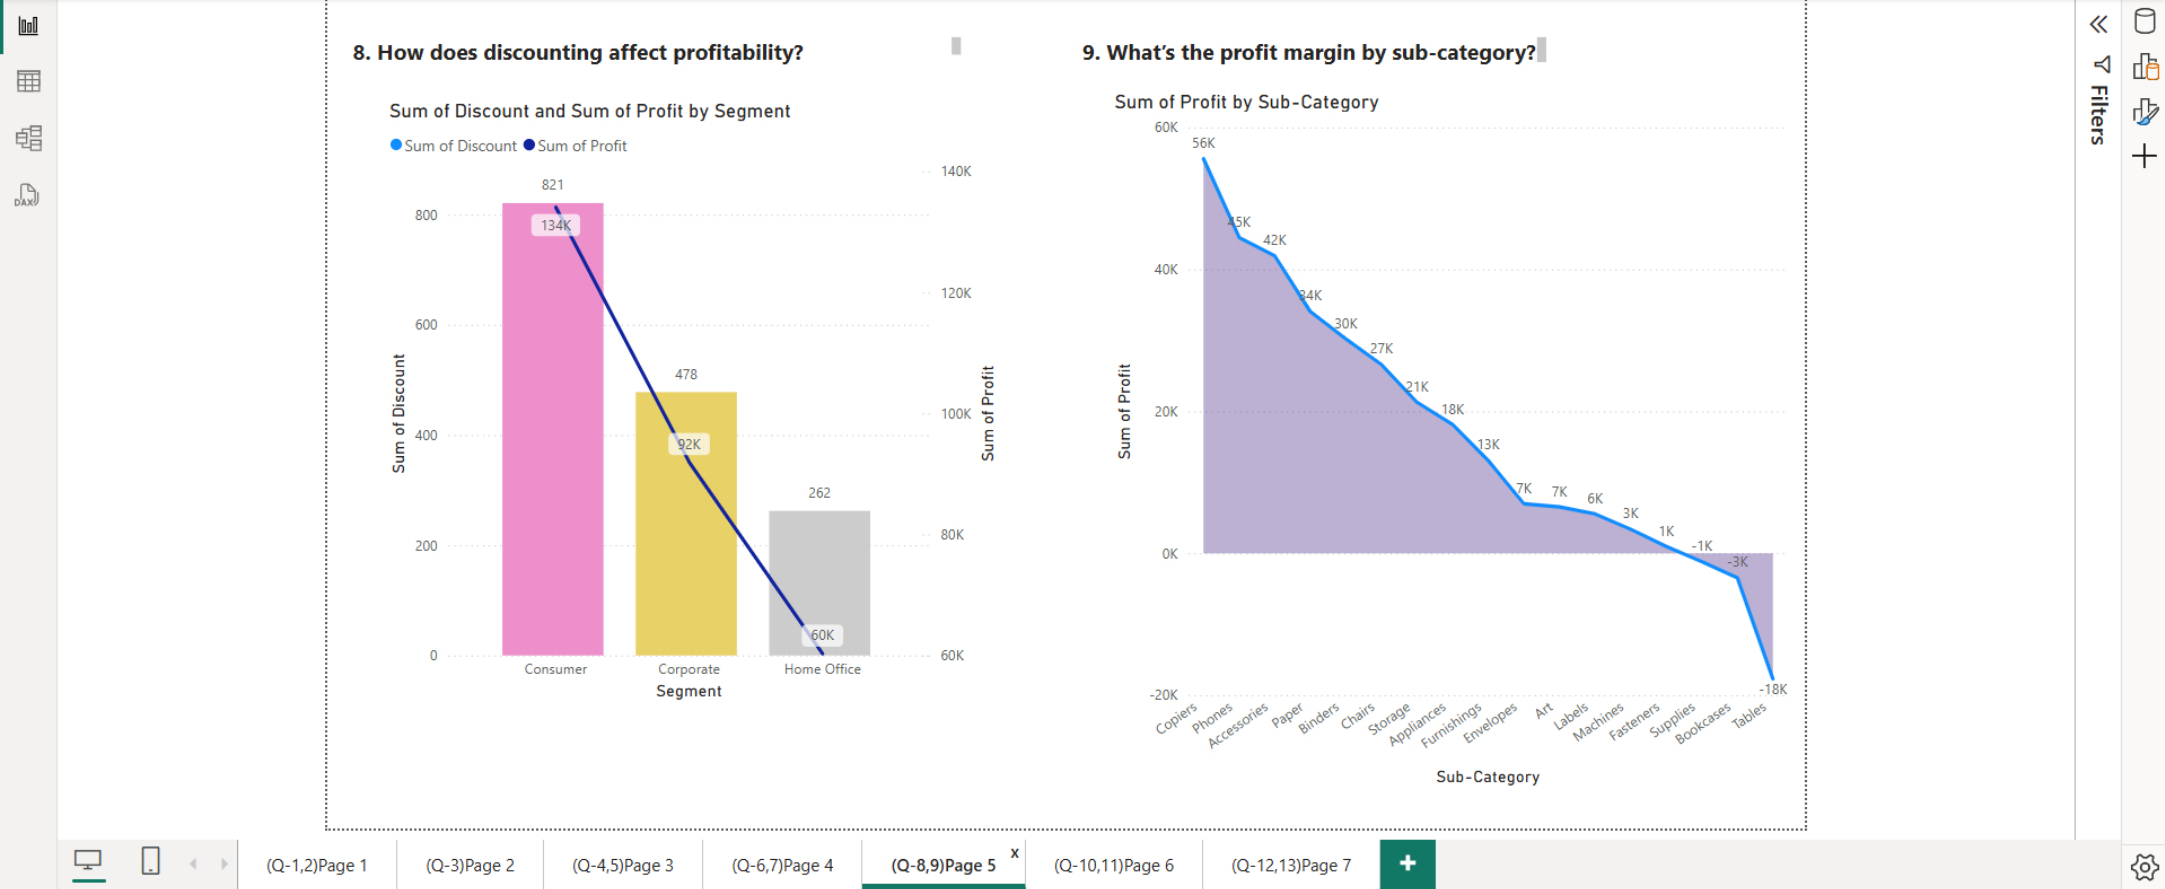 8. How does discounting affect profitability?
Sum of Discount and Sum of Profit by Segment
Sum of Discount Sum of Profit
821
134K
478
92K
262
60K
800
600
400
200
0
Sum of Discount
140K
120K
100K
80K
60K
Sum of Profit
Consumer Corporate Home Office
Segment
9. What's the profit margin by sub-category?
Sum of Profit by Sub-Category
60K
40K
20K
0K
-20K
Sum of Profit
56K
45K
42K
34K
30K
27K
21K
18K
13K
7K
7K
6K
3K
1K
-1K
-3K
-18K
Copiers
Phones
Accessories
Paper
Binders
Chairs
Storage
Appliances
Furnishings
Envelopes
Art
Labels
Machines
Fasteners
Supplies
Bookcases
Tables
Sub-Category
Filters
DAX
(Q-1,2)Page 1 (Q-3)Page 2 (Q-4,5)Page 3 (Q-6,7)Page 4 (Q-8,9)Page 5 x (Q-10,11)Page 6 (Q-12,13)Page 7 +